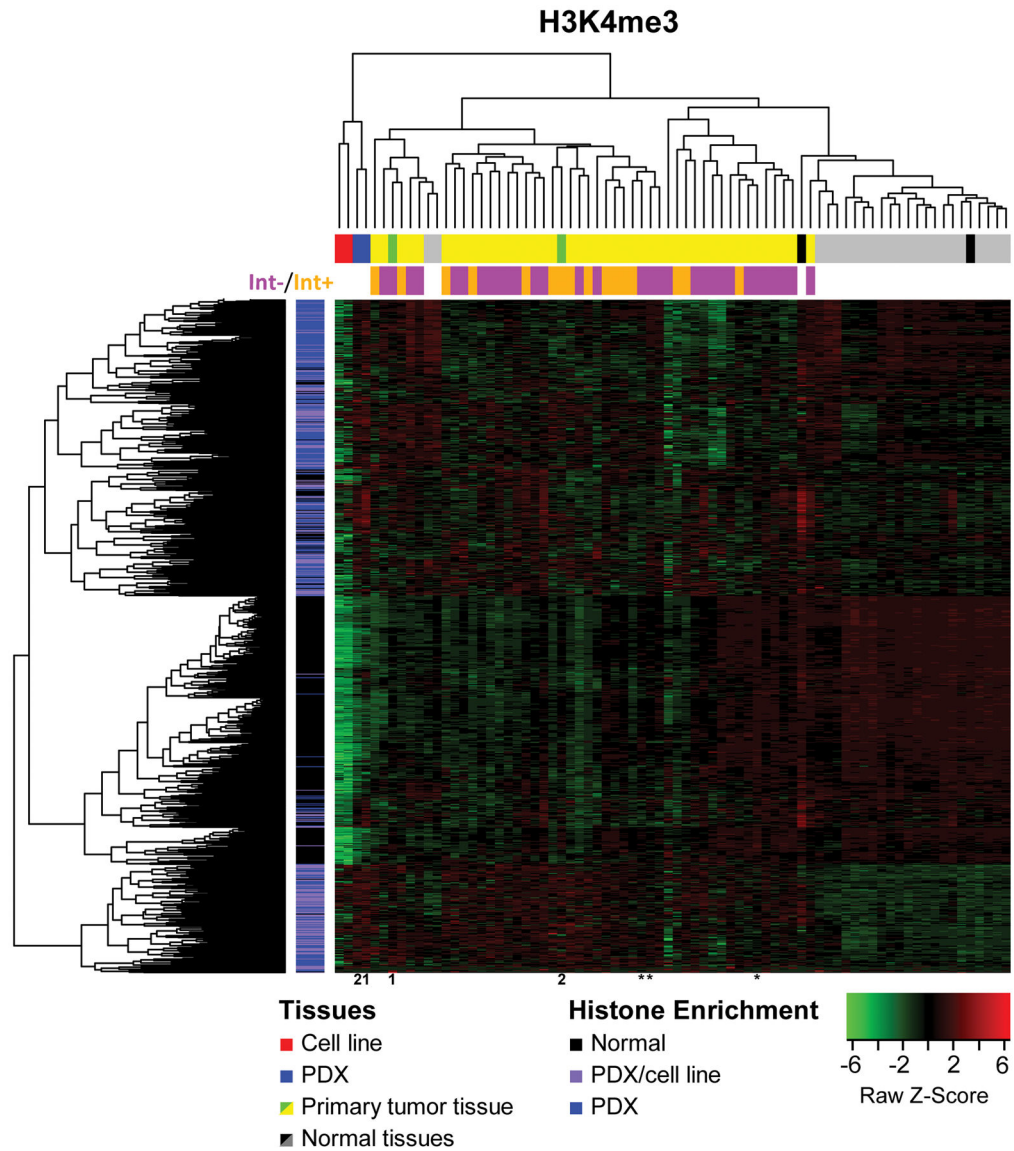 H3K4me3
Int-/Int+
21 1 2 ** *
Tissues
Cell line
PDX
Primary tumor tissue
Normal tissues
Histone Enrichment
Normal
PDX/cell line
PDX
-6 -2 2 6
Raw Z-Score